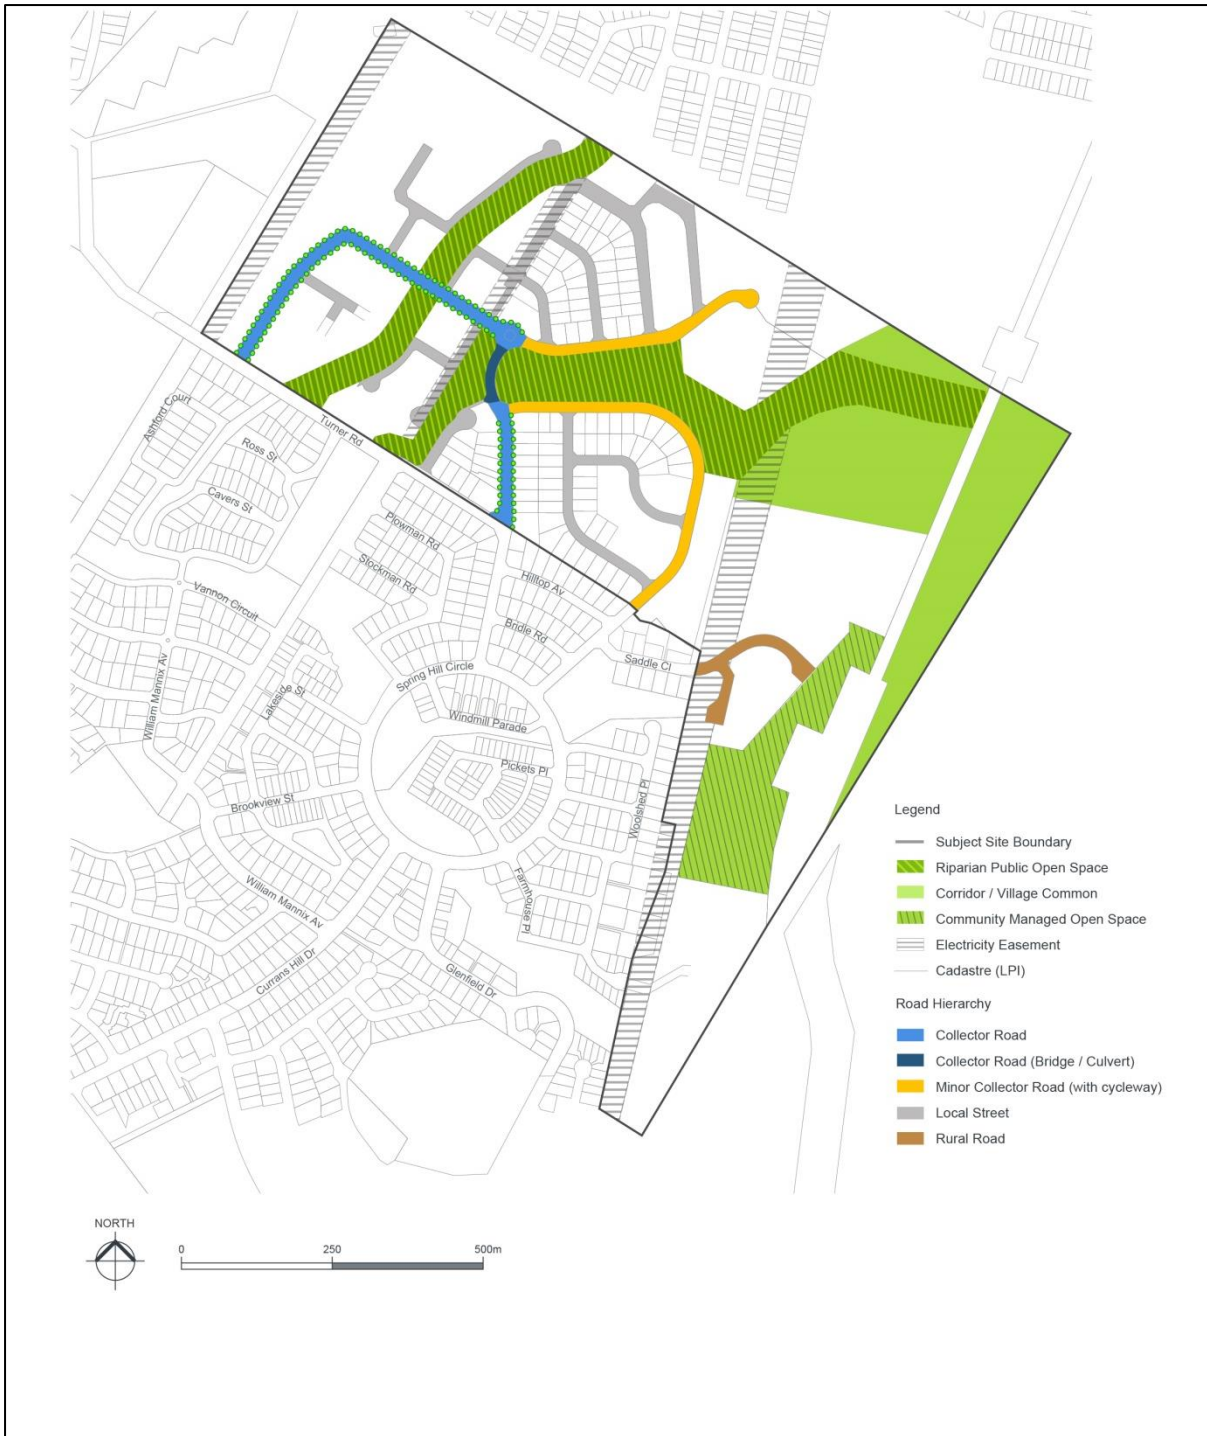 Ashford Court
Ross St
Cavers St
Turner Rd
Plowman Rd
Stockman Rd
Hilltop Av
Bridle Rd
Saddle Cl
Vannon Circuit
William Mannix Av
Lakeside St
Spring Hill Circle
Windmill Parade
Pickets Pl
Woolshed Pl
Brookview St
William Mannix Av
Farmhouse Pl
Currans Hill Dr
Glenfield Dr
Legend
Subject Site Boundary
Riparian Public Open Space
Corridor / Village Common
Community Managed Open Space
Electricity Easement
Cadastre (LPI)
Road Hierarchy
Collector Road
Collector Road (Bridge / Culvert)
Minor Collector Road (with cycleway)
Local Street
Rural Road
NORTH
0 250 500m